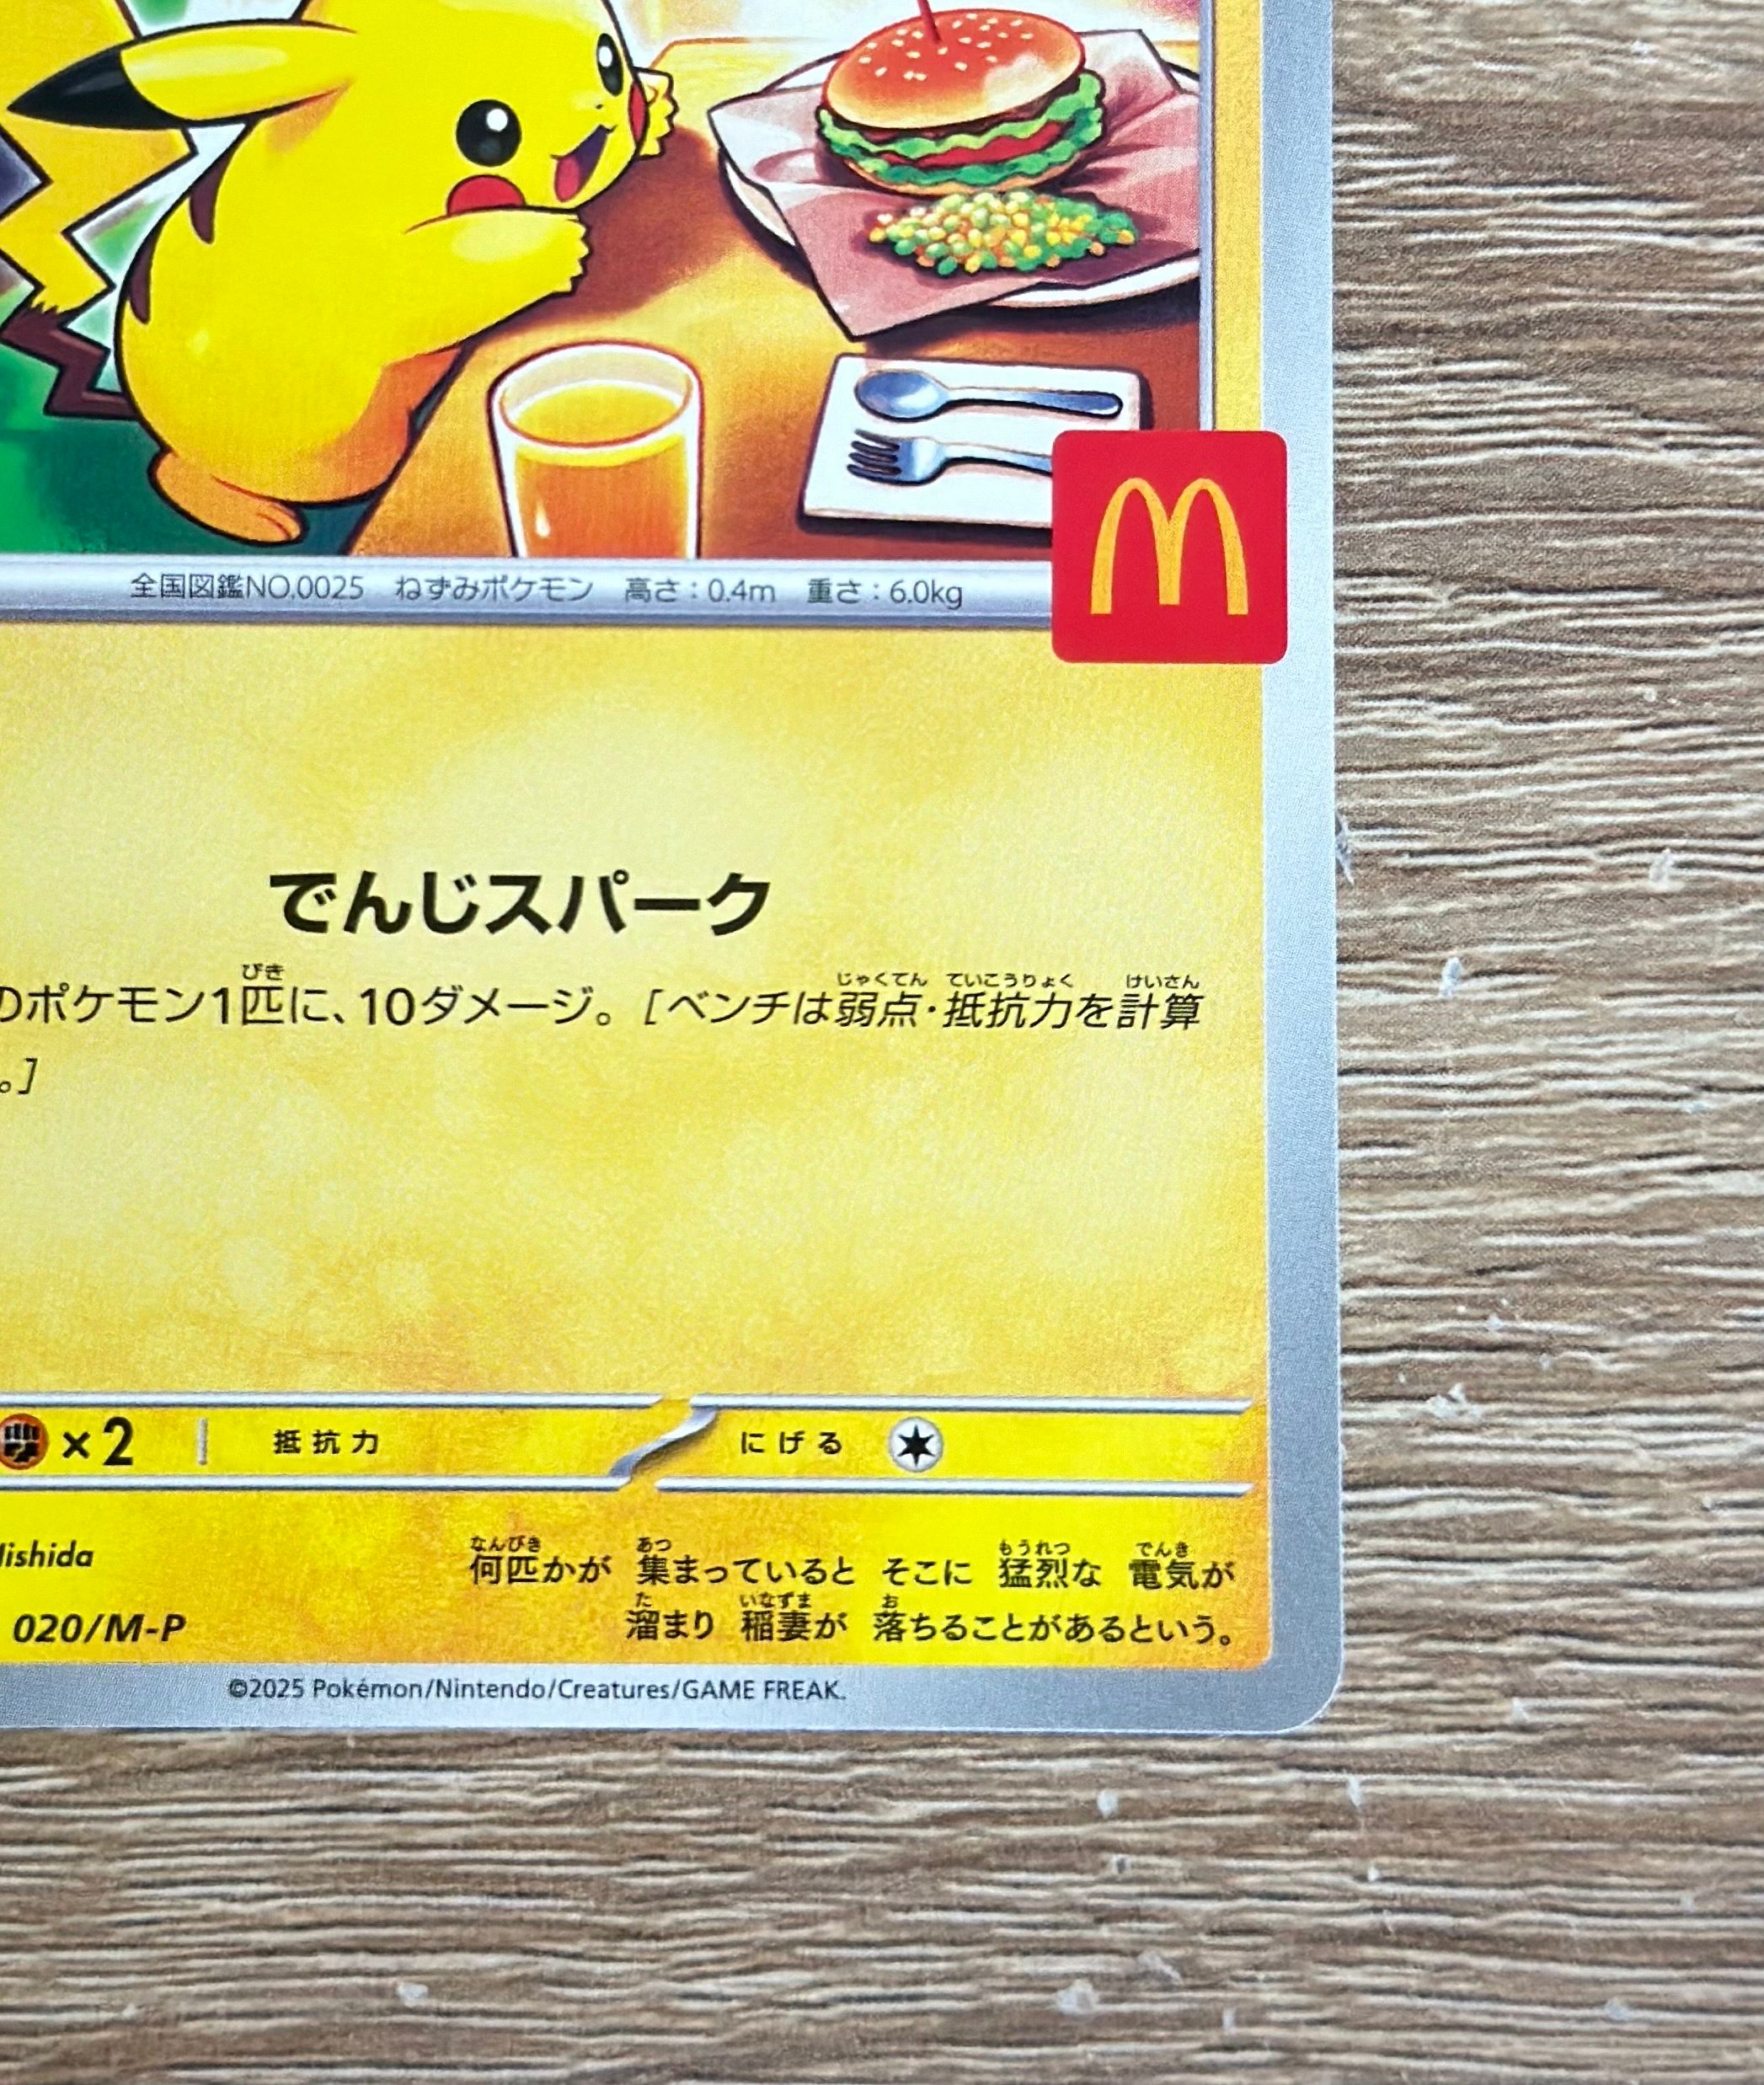 全国図鑑NO.0025 ねずみポケモン 高さ:0.4m 重さ:6.0kg
M
でんじスパーク
びき じゃくてん ていこうりょく けいさん
のポケモン1匹に、10ダメージ。[ベンチは弱点・抵抗力を計算
。]
×2 抵抗力 にげる
なんびき あつ もうれつ でんき
何匹かが 集まっていると そこに 猛烈な 電気が
た いなずま お
溜まり 稲妻が 落ちることがあるという。
ishida
020/M-P
©2025 Pokémon/Nintendo/Creatures/GAME FREAK.